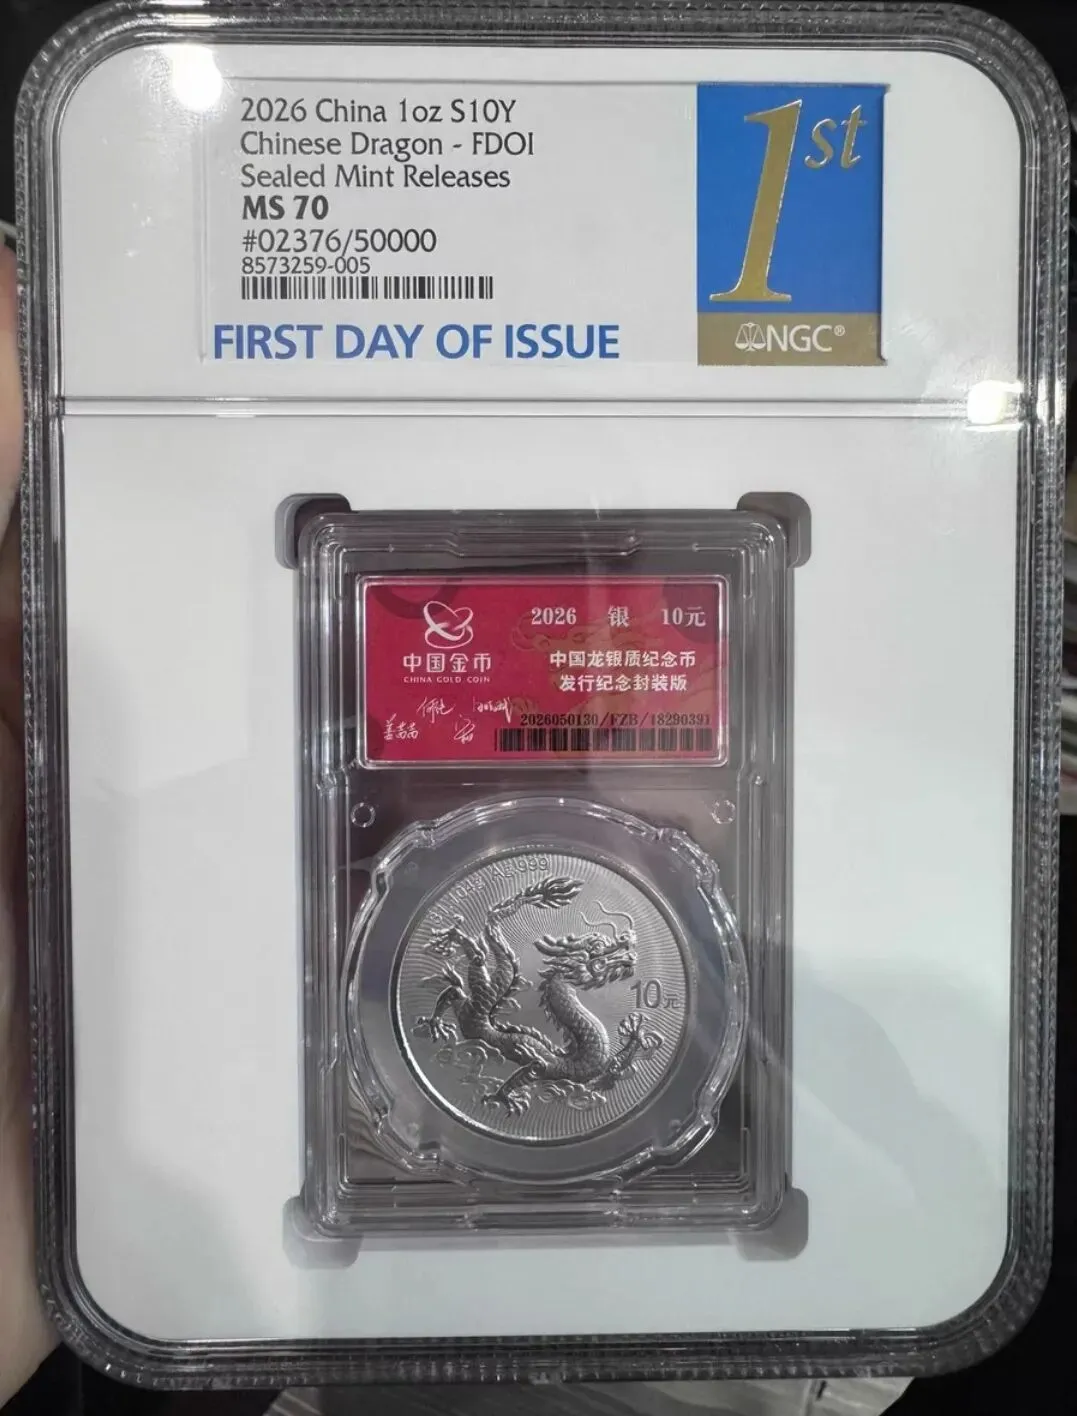 2026 China 1oz S10Y
Chinese Dragon - FDOI
Sealed Mint Releases
MS 70
#02376/50000
8573259-005
FIRST DAY OF ISSUE
1st
NGC®
中国金币
CHINA GOLD COIN
2026 银 10元
中国龙银质纪念币
发行纪念封装版
2026050130/FZB/18290391
Ag 999
10元